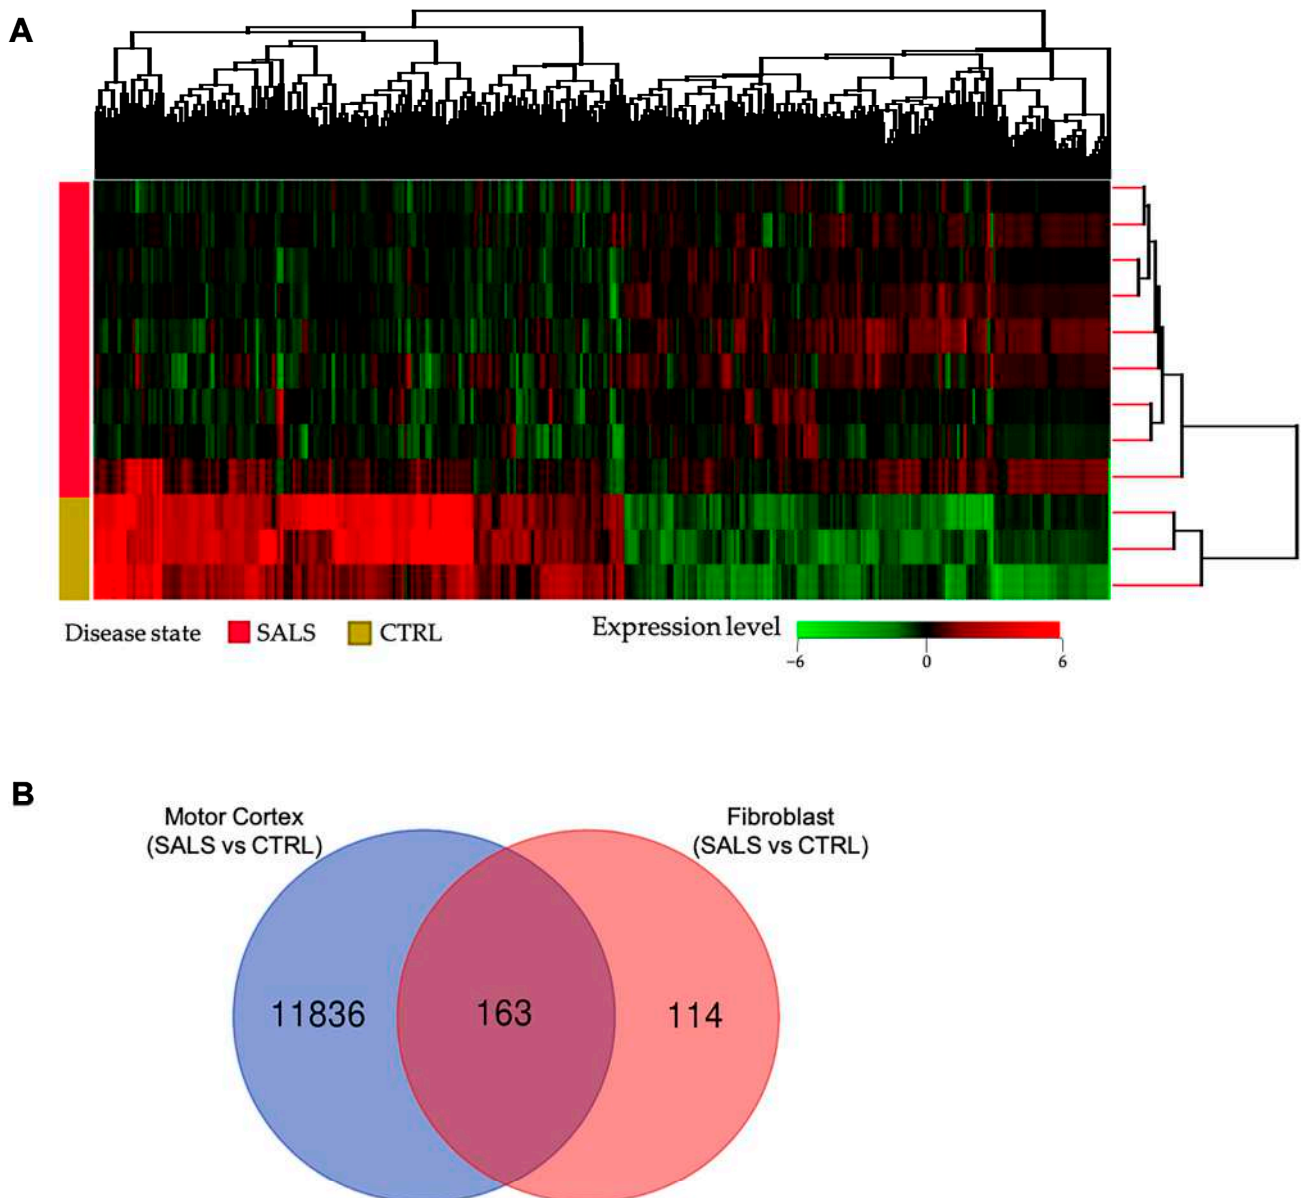 A
Disease state SALS CTRL Expression level
-6 0 6
B
Motor Cortex
(SALS vs CTRL)
Fibroblast
(SALS vs CTRL)
11836 163 114